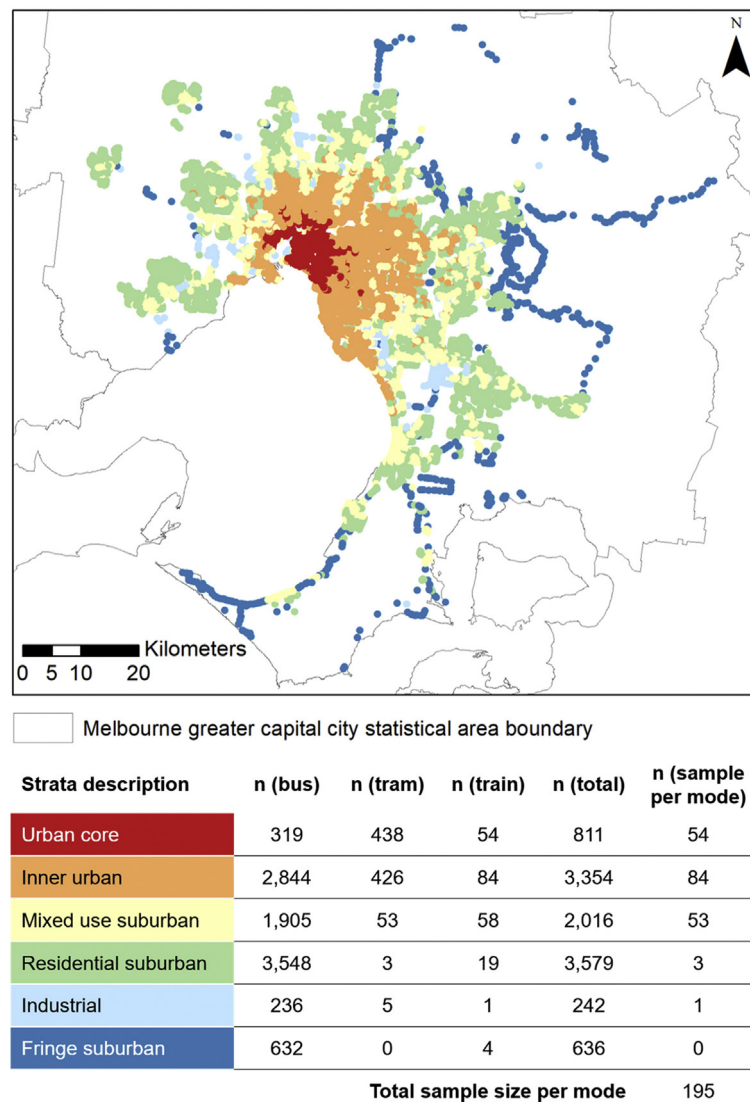 N
Kilometers
0 5 10 20
Melbourne greater capital city statistical area boundary
Strata description n (bus) n (tram) n (train) n (total) n (sample per mode)
Urban core 319 438 54 811 54
Inner urban 2,844 426 84 3,354 84
Mixed use suburban 1,905 53 58 2,016 53
Residential suburban 3,548 3 19 3,579 3
Industrial 236 5 1 242 1
Fringe suburban 632 0 4 636 0
Total sample size per mode 195